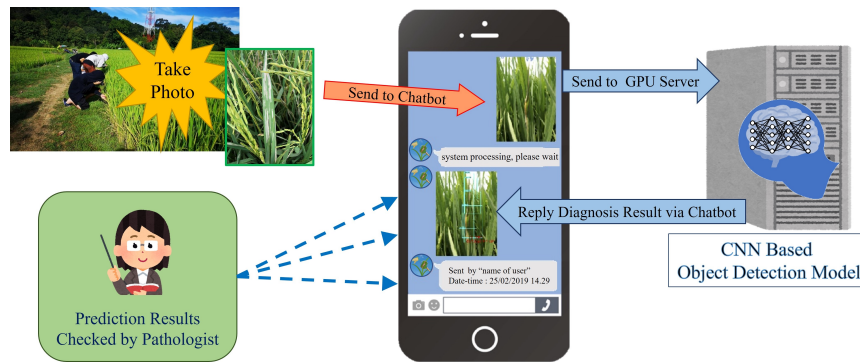 Take
Photo
Send to Chatbot
Send to GPU Server
system processing, please wait
Reply Diagnosis Result via Chatbot
Sent by “name of user”
Date-time : 25/02/2019 14.29
CNN Based
Object Detection Model
Prediction Results
Checked by Pathologist